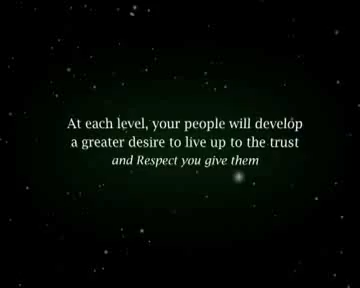 At each level, your people will develop
a greater desire to live up to the trust
and Respect you give them